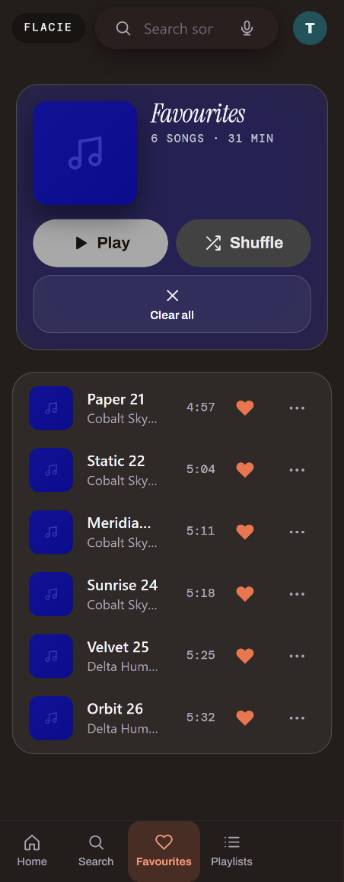 FLACIE
Search sor
T
Favourites
6 SONGS · 31 MIN
Play
Shuffle
Clear all
Paper 21
Cobalt Sky...
4:57
Static 22
Cobalt Sky...
5:04
Meridia...
Cobalt Sky...
5:11
Sunrise 24
Cobalt Sky...
5:18
Velvet 25
Delta Hum...
5:25
Orbit 26
Delta Hum...
5:32
Home
Search
Favourites
Playlists